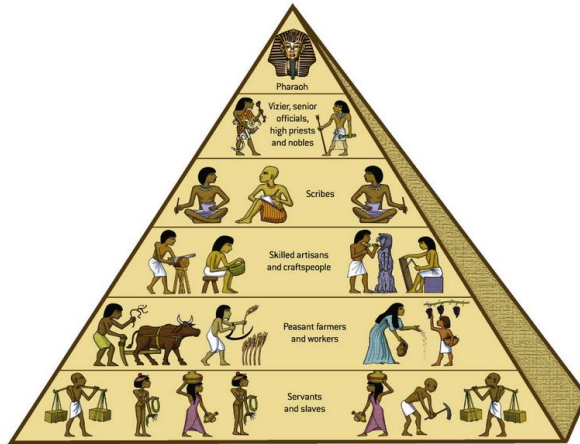 Pharaoh
Vizier, senior
officials,
high priests
and nobles
Scribes
Skilled artisans
and craftspeople
Peasant farmers
and workers
Servants
and slaves